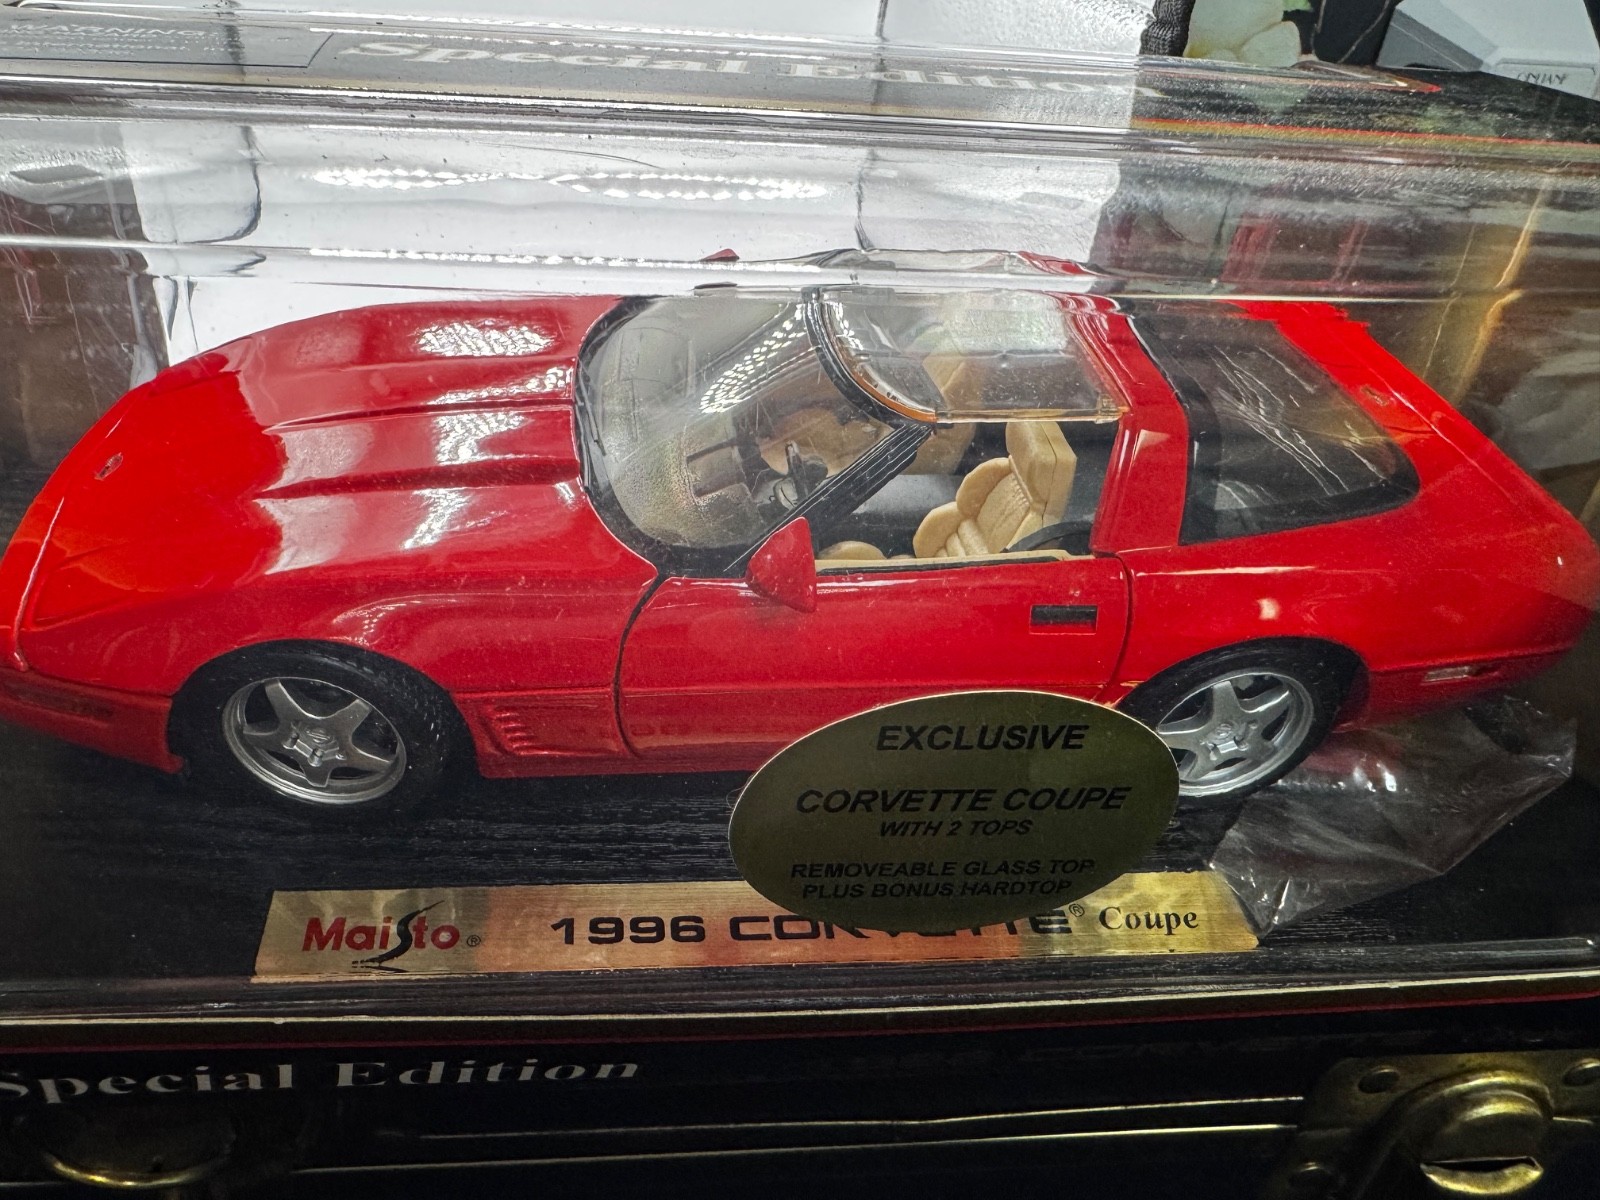 WARNING:
Special Edition
EXCLUSIVE
CORVETTE COUPE
WITH 2 TOPS
REMOVEABLE GLASS TOP
PLUS BONUS HARDTOP
Maisto® 1996 CORVETTE® Coupe
Special Edition